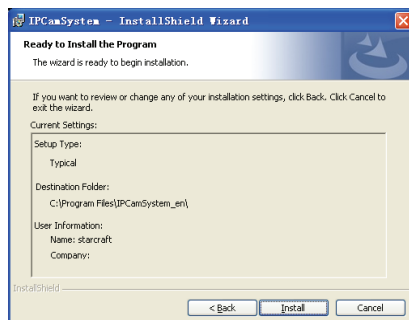 IPCamSystem - InstallShield Wizard
Ready to Install the Program
The wizard is ready to begin installation.
If you want to review or change any of your installation settings, click Back. Click Cancel to
exit the wizard.
Current Settings:
Setup Type:
Typical
Destination Folder:
C:\Program Files\IPCamSystem_en\
User Information:
Name: starcraft
Company:
InstallShield
< Back Install Cancel